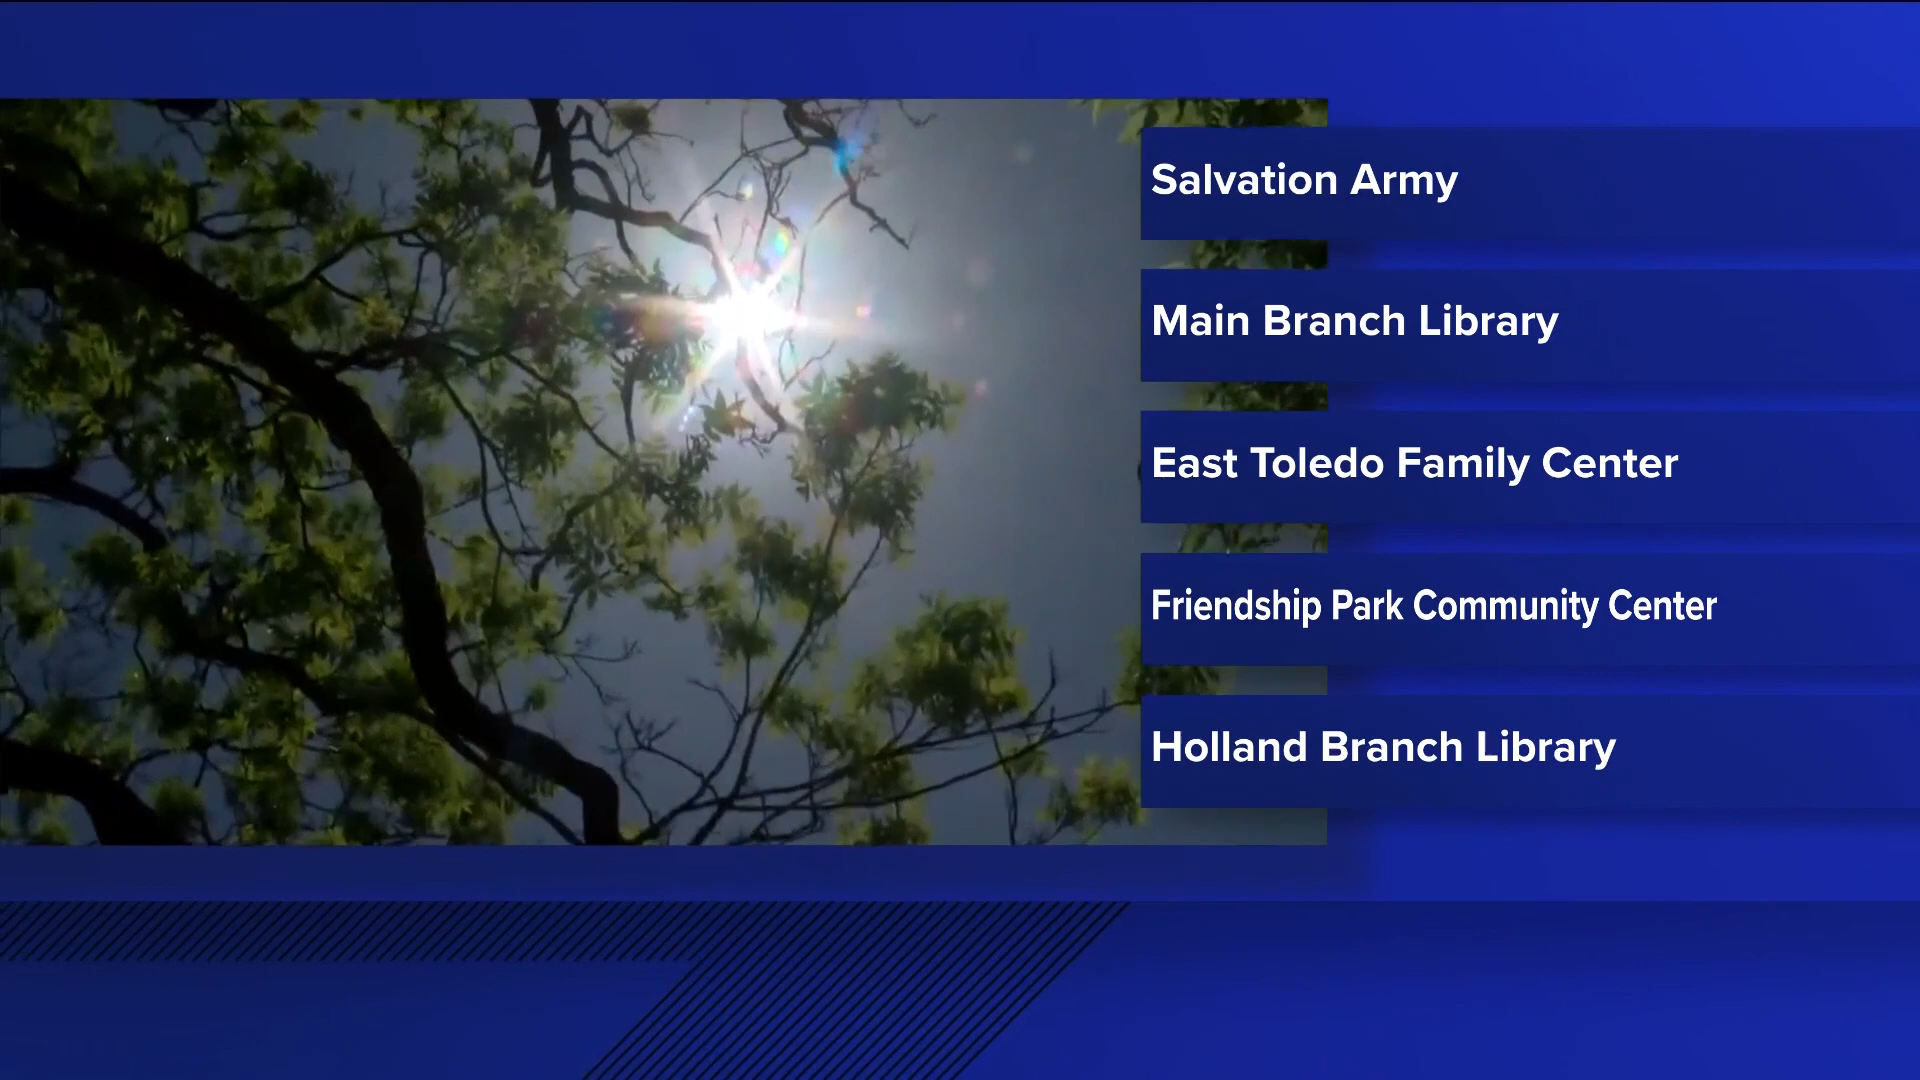 Salvation Army
Main Branch Library
East Toledo Family Center
Friendship Park Community Center
Holland Branch Library